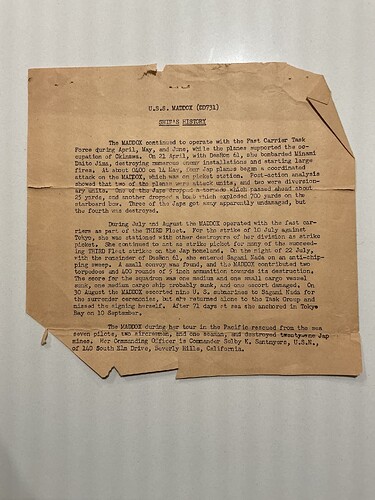 U.S.S. MADDOX (DD731)
SHIP'S HISTORY
The MADDOX continued to operate with the Fast Carrier Task
Force during April, May, and June, while the planes supported the oc-
cupation of Okinawa. On 21 April, with DesRon 61, she bombarded Minami
Daito Jima, destroying numerous enemy installations and starting large
fires. At about 0400 on 14 May, four Jap planes began a coordinated
attack on the MADDOX, which was on picket station. Post-action analysis
showed that two of the planes were attack units, and two were diversion-
ary units. One of the Japs dropped a torpedo which passed ahead about
25 yards, and another dropped a bomb which exploded 700 yards on the
starboard bow. Three of the Japs got away apparently undamaged, but
the fourth was destroyed.
During July and August the MADDOX operated with the fast car-
riers as part of the THIRD Fleet. For the strike of 10 July against
Tokyo, she was stationed with other destroyers of her division as strike
picket. She continued to act as strike picket for many of the succeed-
ing THIRD Fleet strikes on the Jap homeland. On the night of 22 July,
with the remainder of DesRon 61, she entered Sagami Nada on an anti-ship-
ping sweep. A small convoy was found, and the MADDOX contributed two
torpedoes and 400 rounds of 5 inch ammunition towards its destruction.
The score for the squadron was one medium and one small cargo vessel
sunk, one medium cargo ship probably sunk, and one escort damaged. On
30 August the MADDOX escorted nine U. S. submarines to Sagami Nada for
the surrender ceremonies, but she returned alone to the Task Group and
missed the signing herself. After 71 days at sea she anchored in Tokyo
Bay on 10 September.
The MADDOX during her tour in the Pacific rescued from the sea
seven pilots, two aircrewmen, and one seaman, and destroyed Jap
mines. Her Commanding Officer is Commander Selby K. Santmyers, U.S.N.,
of 140 South Elm Drive, Beverly Hills, California.